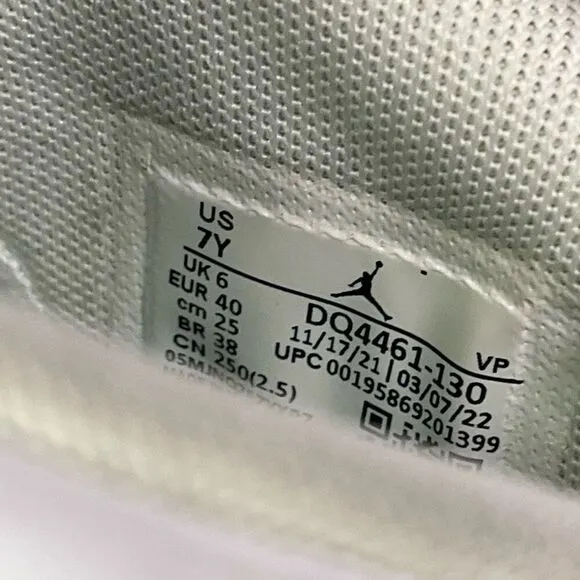 US
7Y
UK 6
EUR 40
cm 25
BR 38
CN 250(2.5)
VP
DQ4461-130
11/17/21 | 03/07/22
UPC 00195869201399